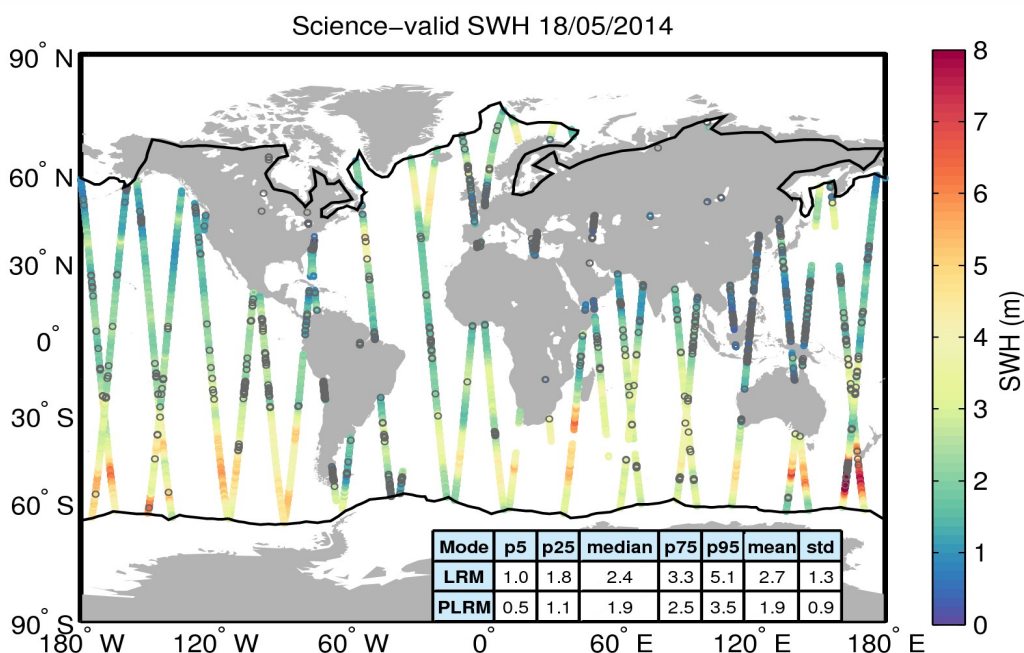 Science−valid SWH 18/05/2014
90° N
60° N
30° N
0°
30° S
60° S
90° S
180° W
120° W
60° W
0°
60° E
120° E
180° E
8
7
6
5
4
3
2
1
0
SWH (m)
Mode p5 p25 median p75 p95 mean std
LRM 1.0 1.8 2.4 3.3 5.1 2.7 1.3
PLRM 0.5 1.1 1.9 2.5 3.5 1.9 0.9